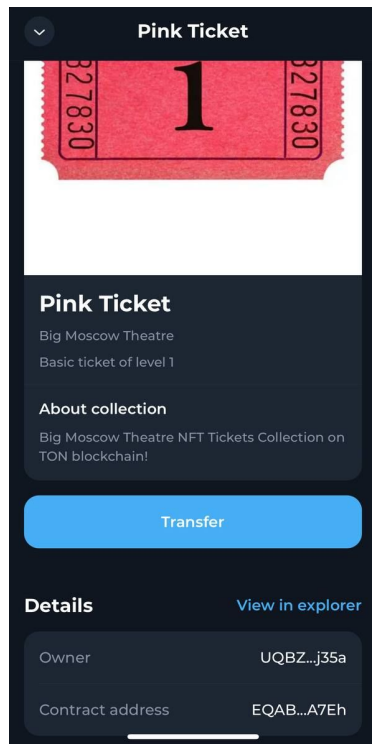 Pink Ticket
827830
1
827830
Pink Ticket
Big Moscow Theatre
Basic ticket of level 1
About collection
Big Moscow Theatre NFT Tickets Collection on
TON blockchain!
Transfer
Details
View in explorer
Owner
UQBZ...j35a
Contract address
EQAB...A7Eh